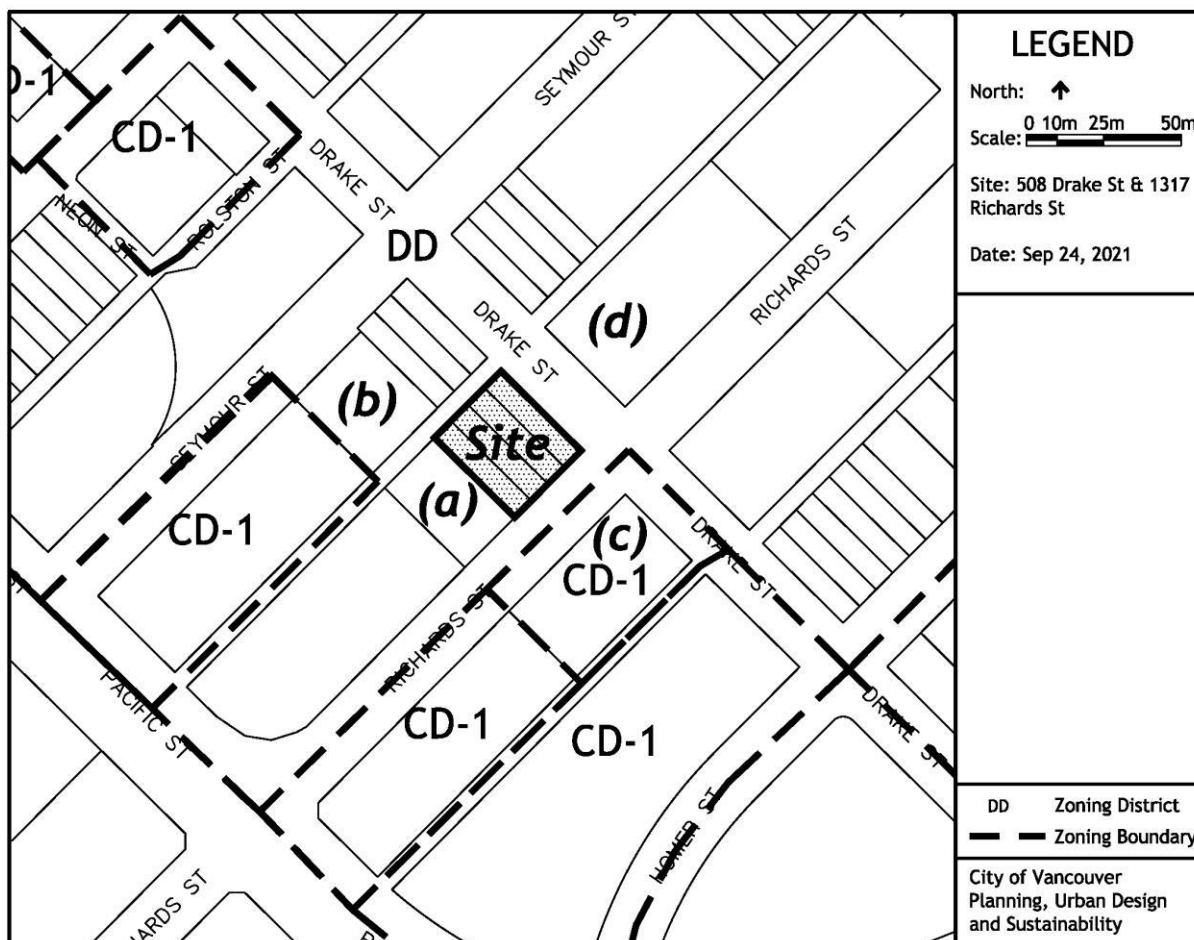 D-1
CD-1
NEON ST
ROLSTON ST
DRAKE ST
SEYMOUR ST
DD
RICHARDS ST
DRAKE ST
(d)
(b)
Site
(a)
(c)
SEYMOUR ST
CD-1
CD-1
DRAKE ST
RICHARDS ST
PACIFIC ST
CD-1
CD-1
DRAKE ST
HOMER ST
HARDS ST
LEGEND
North:
Scale: 0 10m 25m 50m
Site: 508 Drake St & 1317
Richards St
Date: Sep 24, 2021
DD Zoning District
Zoning Boundary
City of Vancouver
Planning, Urban Design
and Sustainability